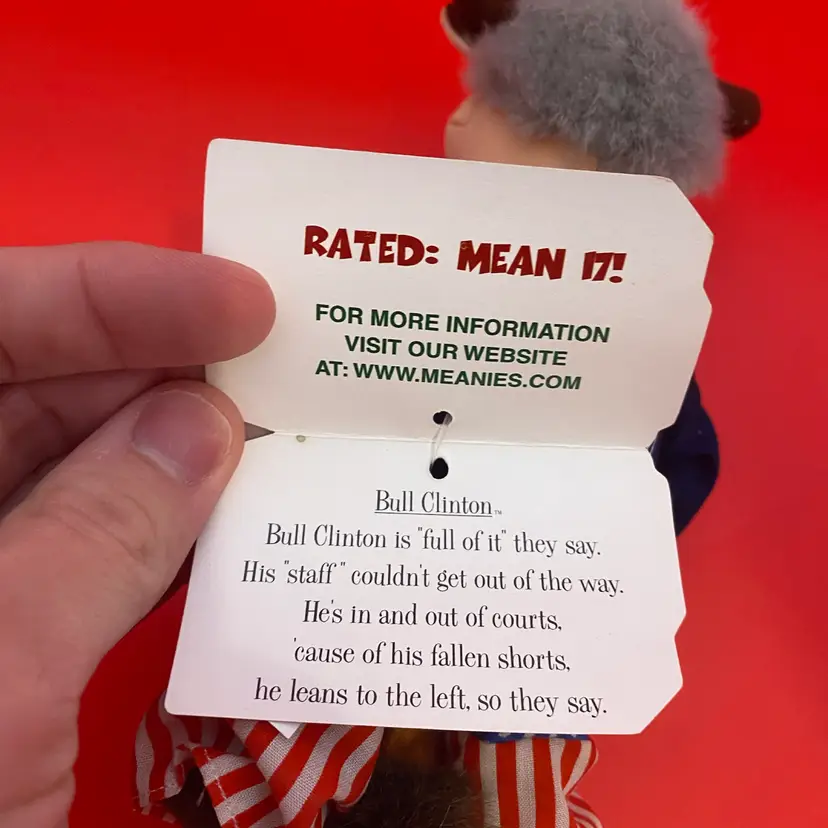 RATED: MEAN 17!
FOR MORE INFORMATION
VISIT OUR WEBSITE
AT: WWW.MEANIES.COM
Bull Clinton™
Bull Clinton is "full of it" they say.
His "staff" couldn't get out of the way.
He's in and out of courts,
'cause of his fallen shorts,
he leans to the left, so they say.